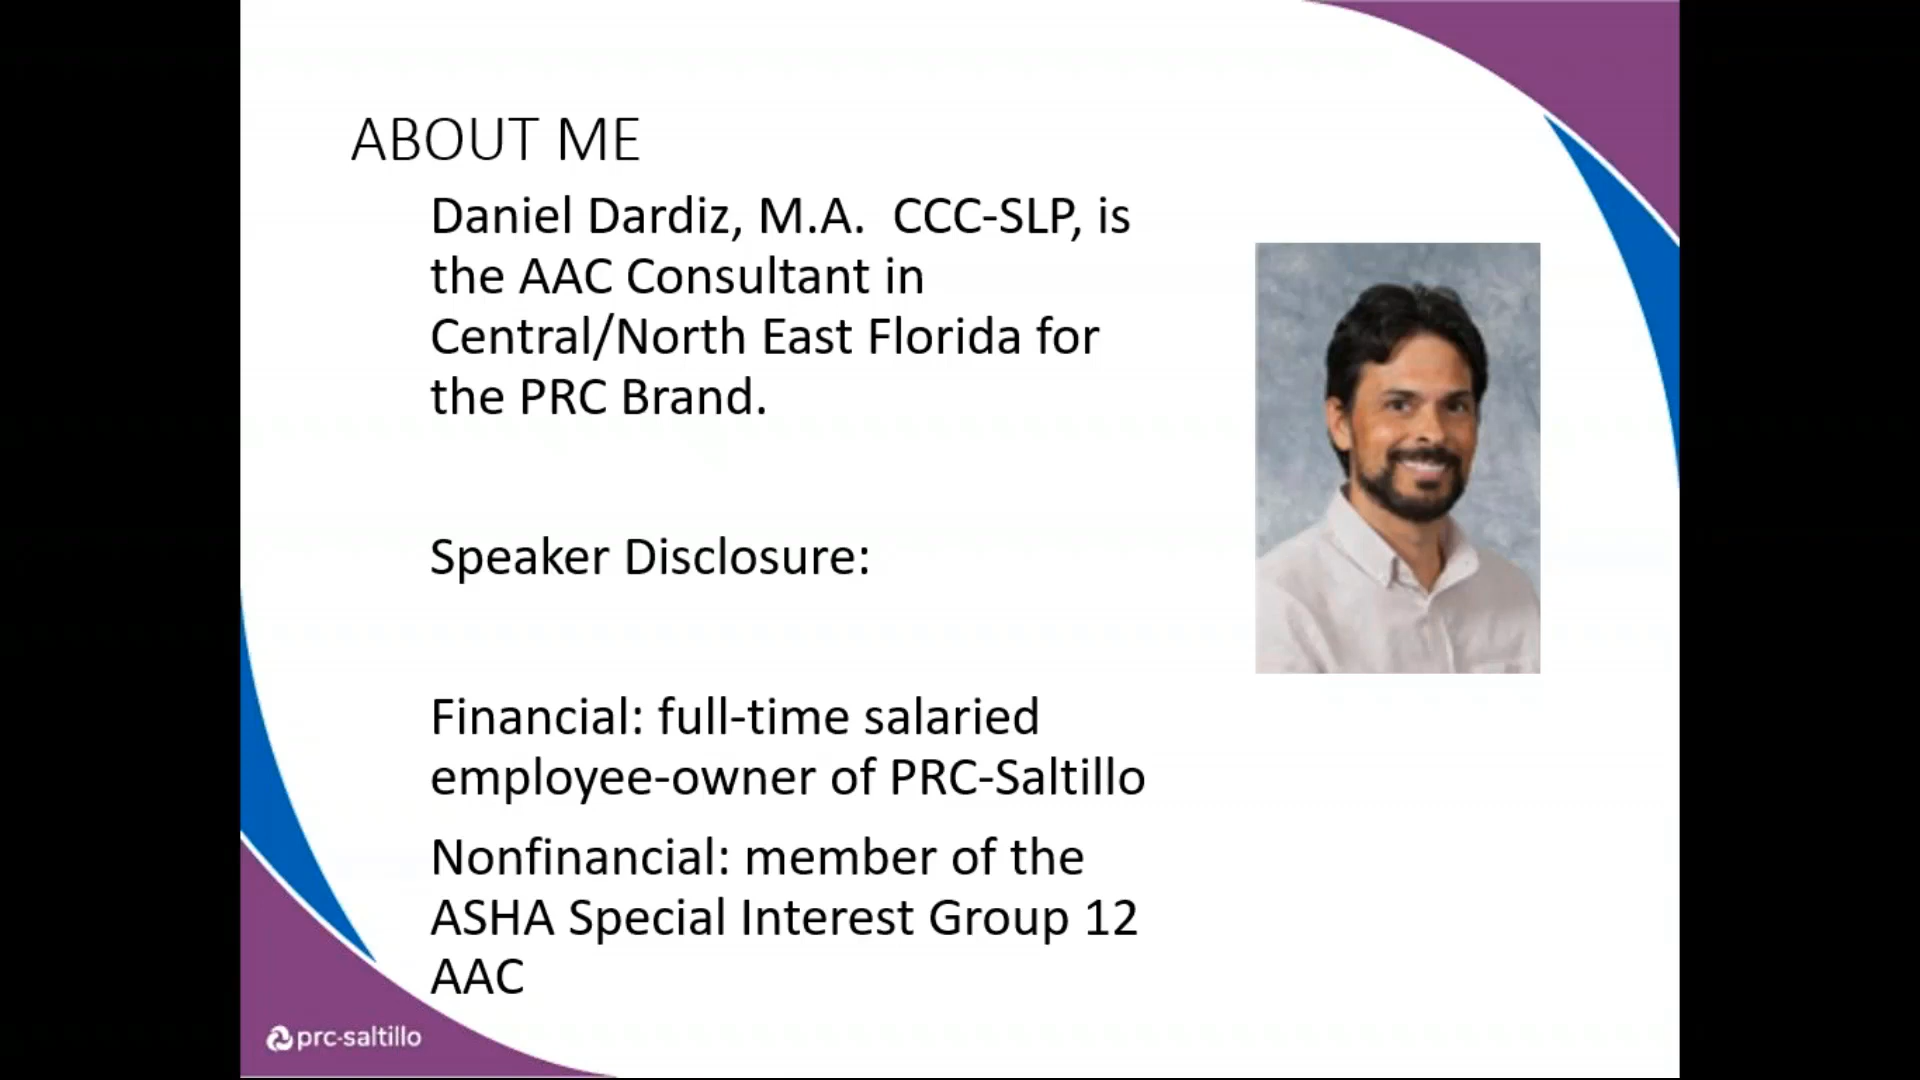 ABOUT ME
Daniel Dardiz, M.A.  CCC-SLP, is
the AAC Consultant in
Central/North East Florida for
the PRC Brand.
Speaker Disclosure:
Financial: full-time salaried
employee-owner of PRC-Saltillo
Nonfinancial: member of the
ASHA Special Interest Group 12
AAC
prc-saltillo